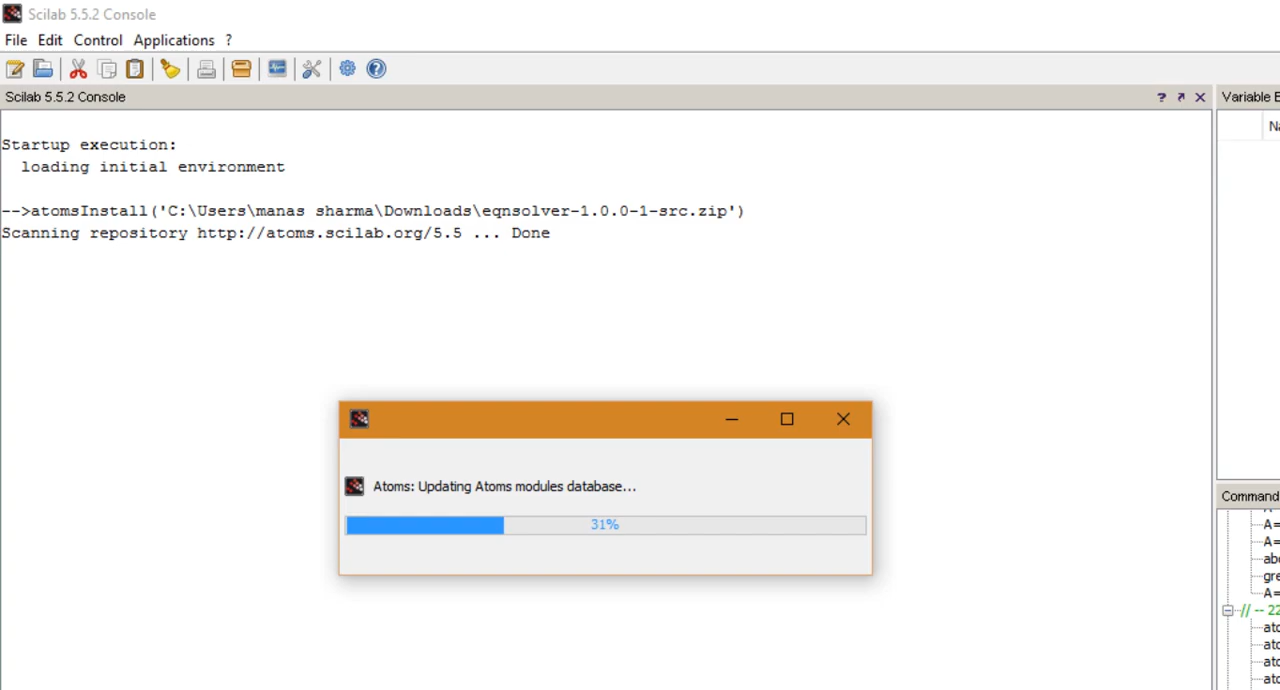 Scilab 5.5.2 Console
File Edit Control Applications ?
Scilab 5.5.2 Console
Variable
Startup execution:
loading initial environment
-->atomsInstall('C:\Users\manas sharma\Downloads\eqnsolver-1.0.0-1-src.zip')
Scanning repository http://atoms.scilab.org/5.5 ... Done
Atoms: Updating Atoms modules database...
31%
Command
A=
A=
A=
// -- 22